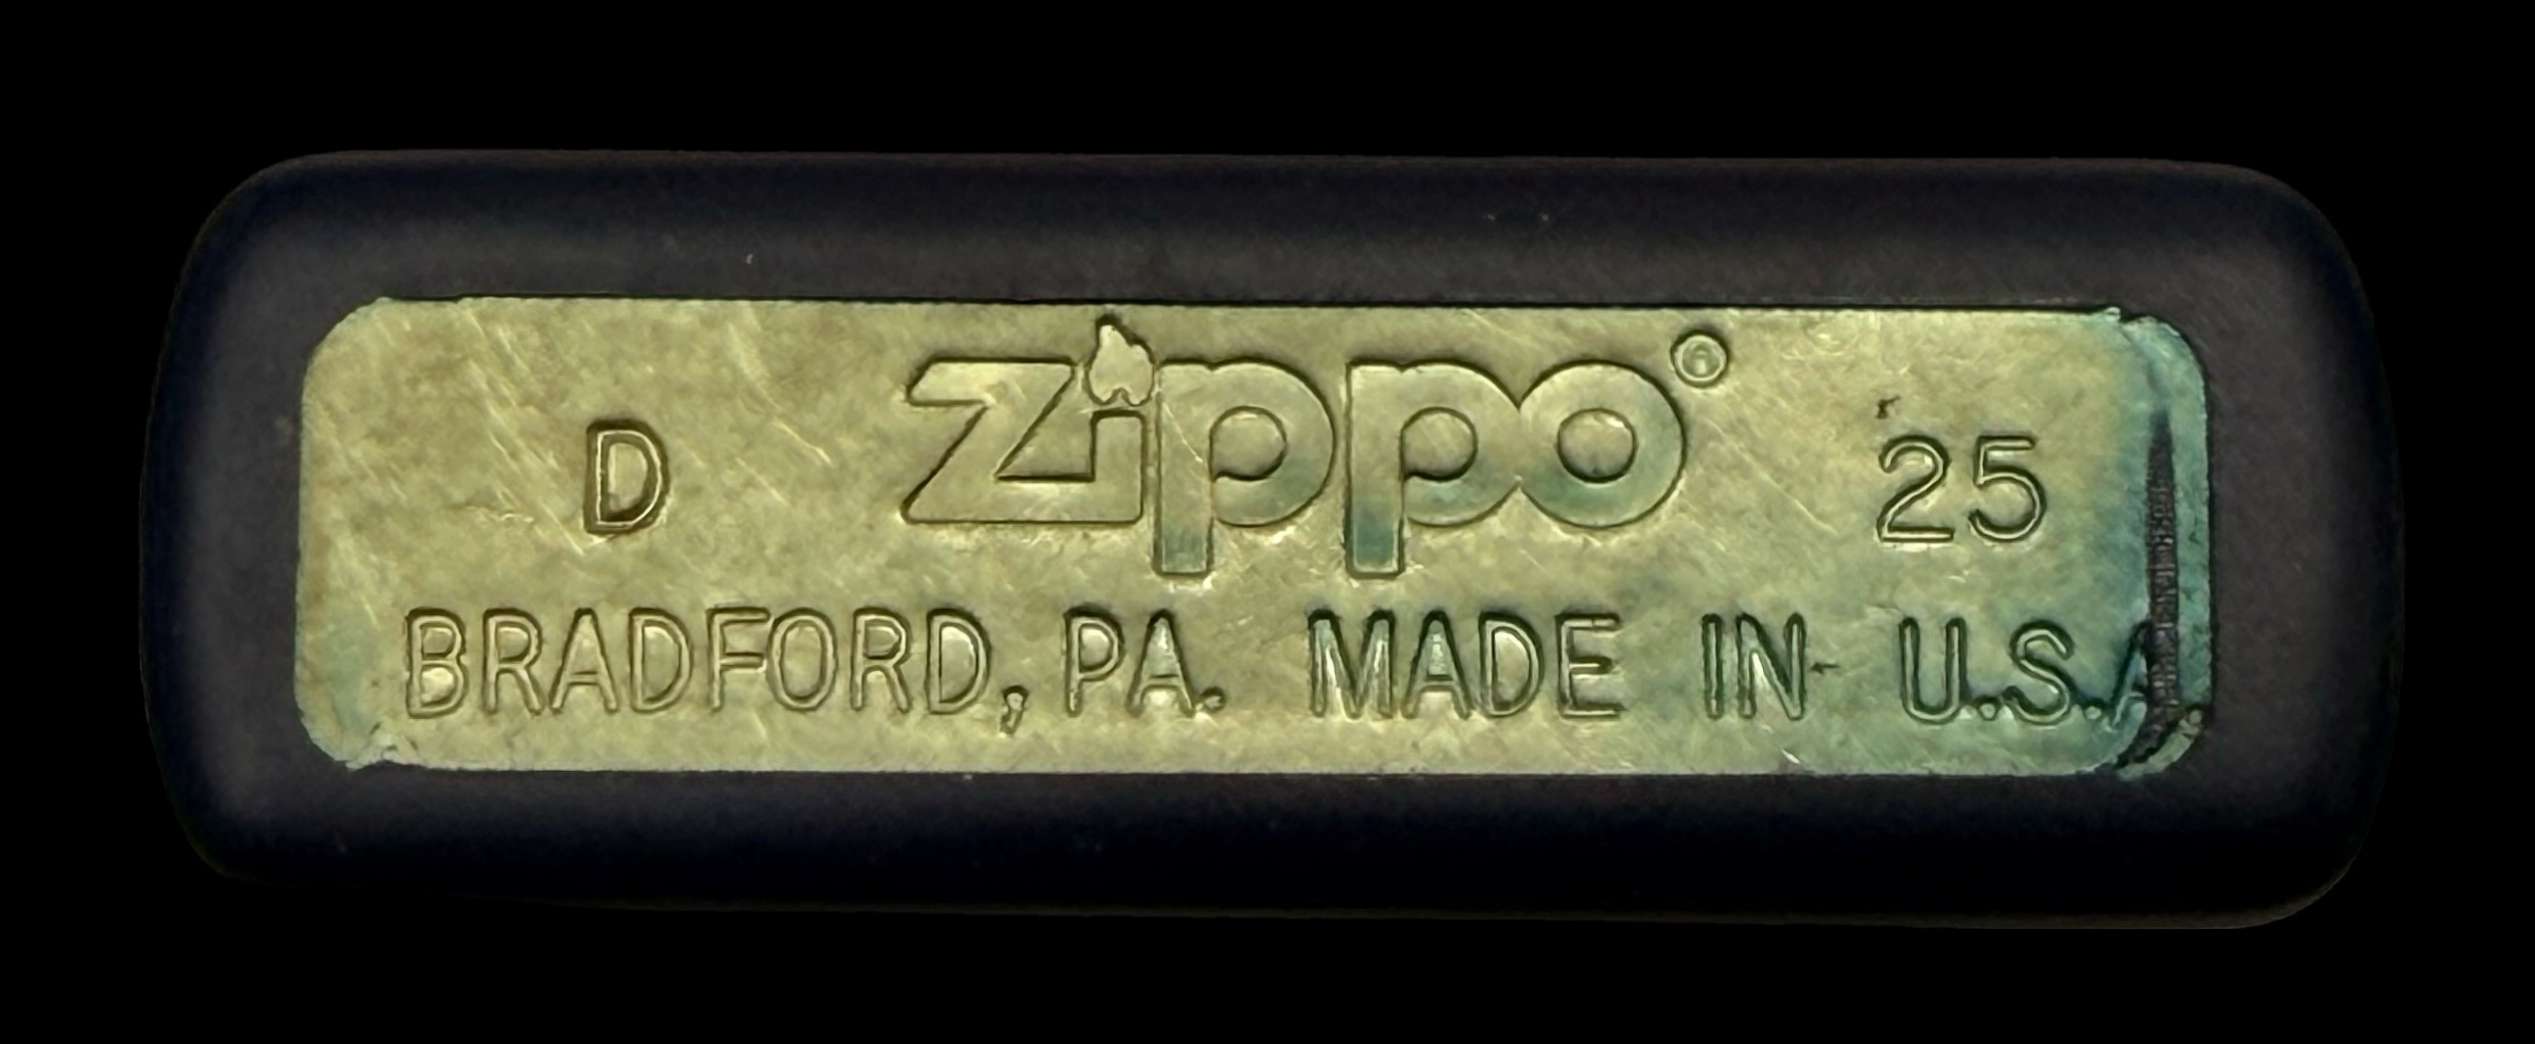 D zippo® 25
BRADFORD, PA. MADE IN U.S.A.